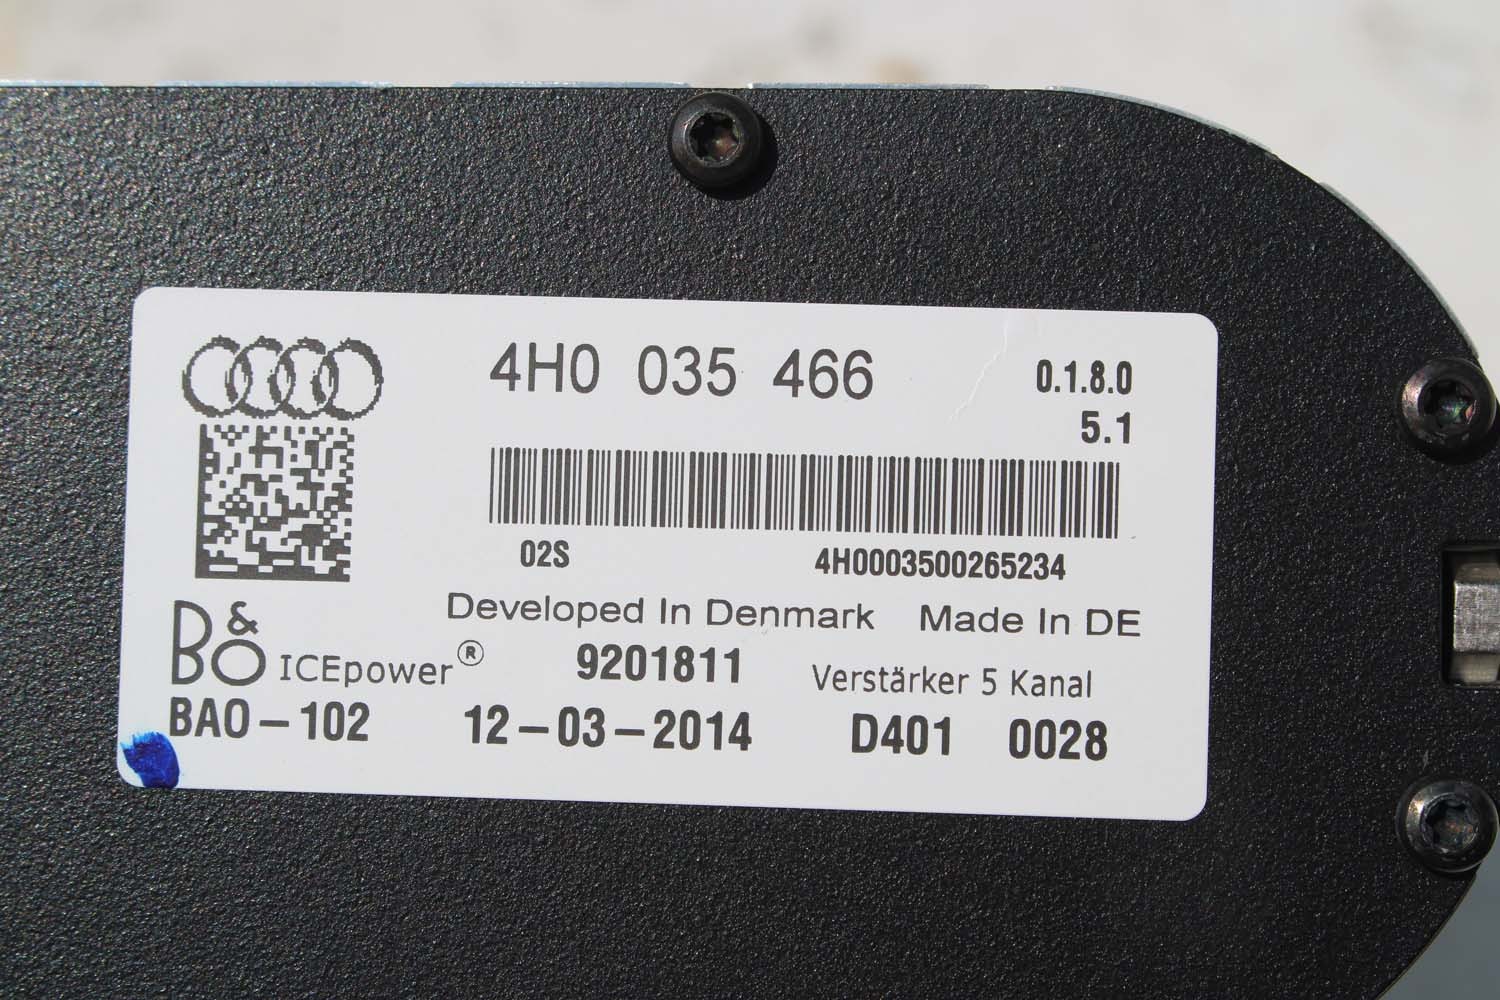 4H0 035 466 0.1.8.0
5.1
02S 4H0003500265234
Developed In Denmark Made In DE
B&O ICEpower® 9201811 Verstärker 5 Kanal
BAO-102 12-03-2014 D401 0028